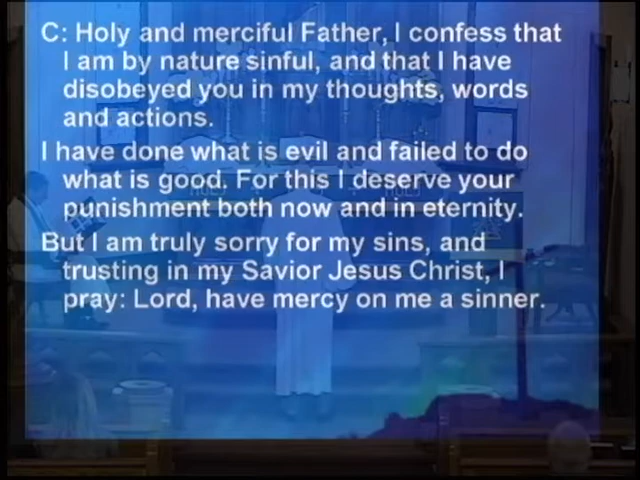 C: Holy and merciful Father, I confess that
I am by nature sinful, and that I have
disobeyed you in my thoughts, words
and actions.
I have done what is evil and failed to do
what is good. For this I deserve your
punishment both now and in eternity.
But I am truly sorry for my sins, and
trusting in my Savior Jesus Christ, I
pray: Lord, have mercy on me a sinner.